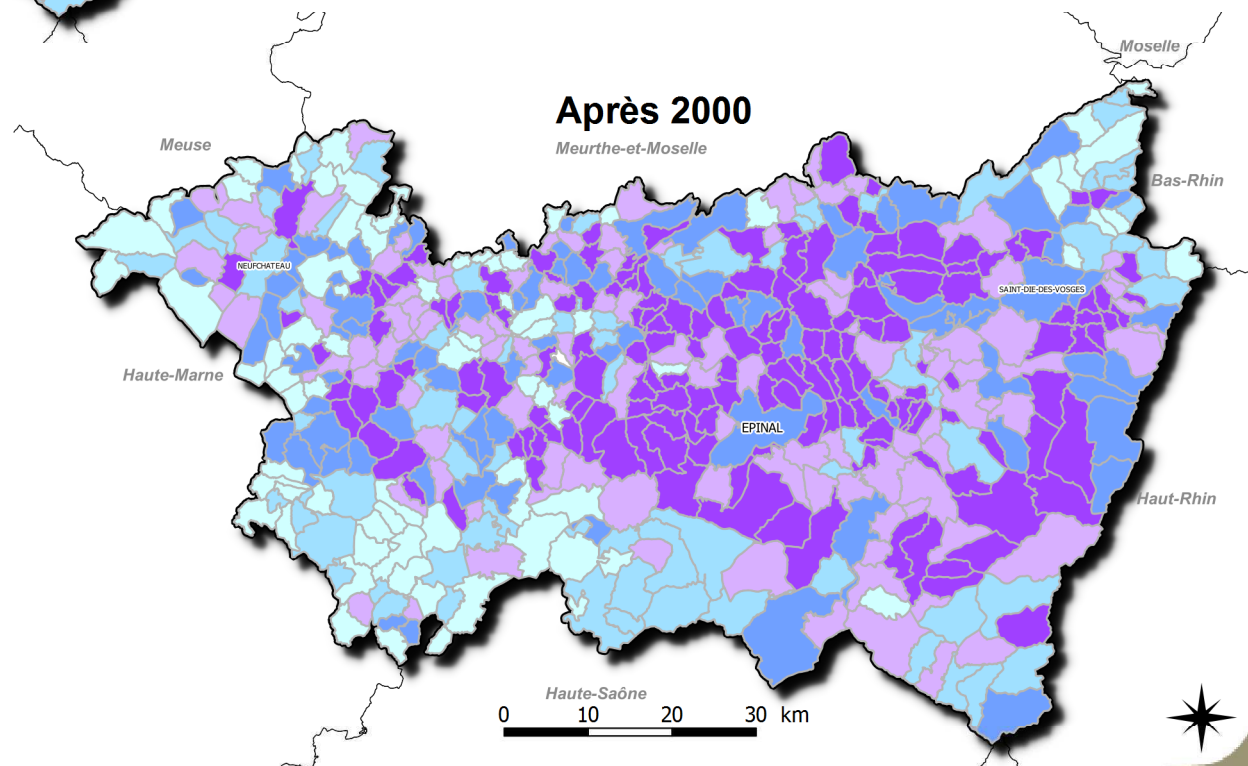 Moselle
Après 2000
Meuse
Meurthe-et-Moselle
Bas-Rhin
NEUFCHATEAU
SAINT-DIE-DES-VOSGES
Haute-Marne
EPINAL
Haut-Rhin
Haute-Saône
0 10 20 30 km